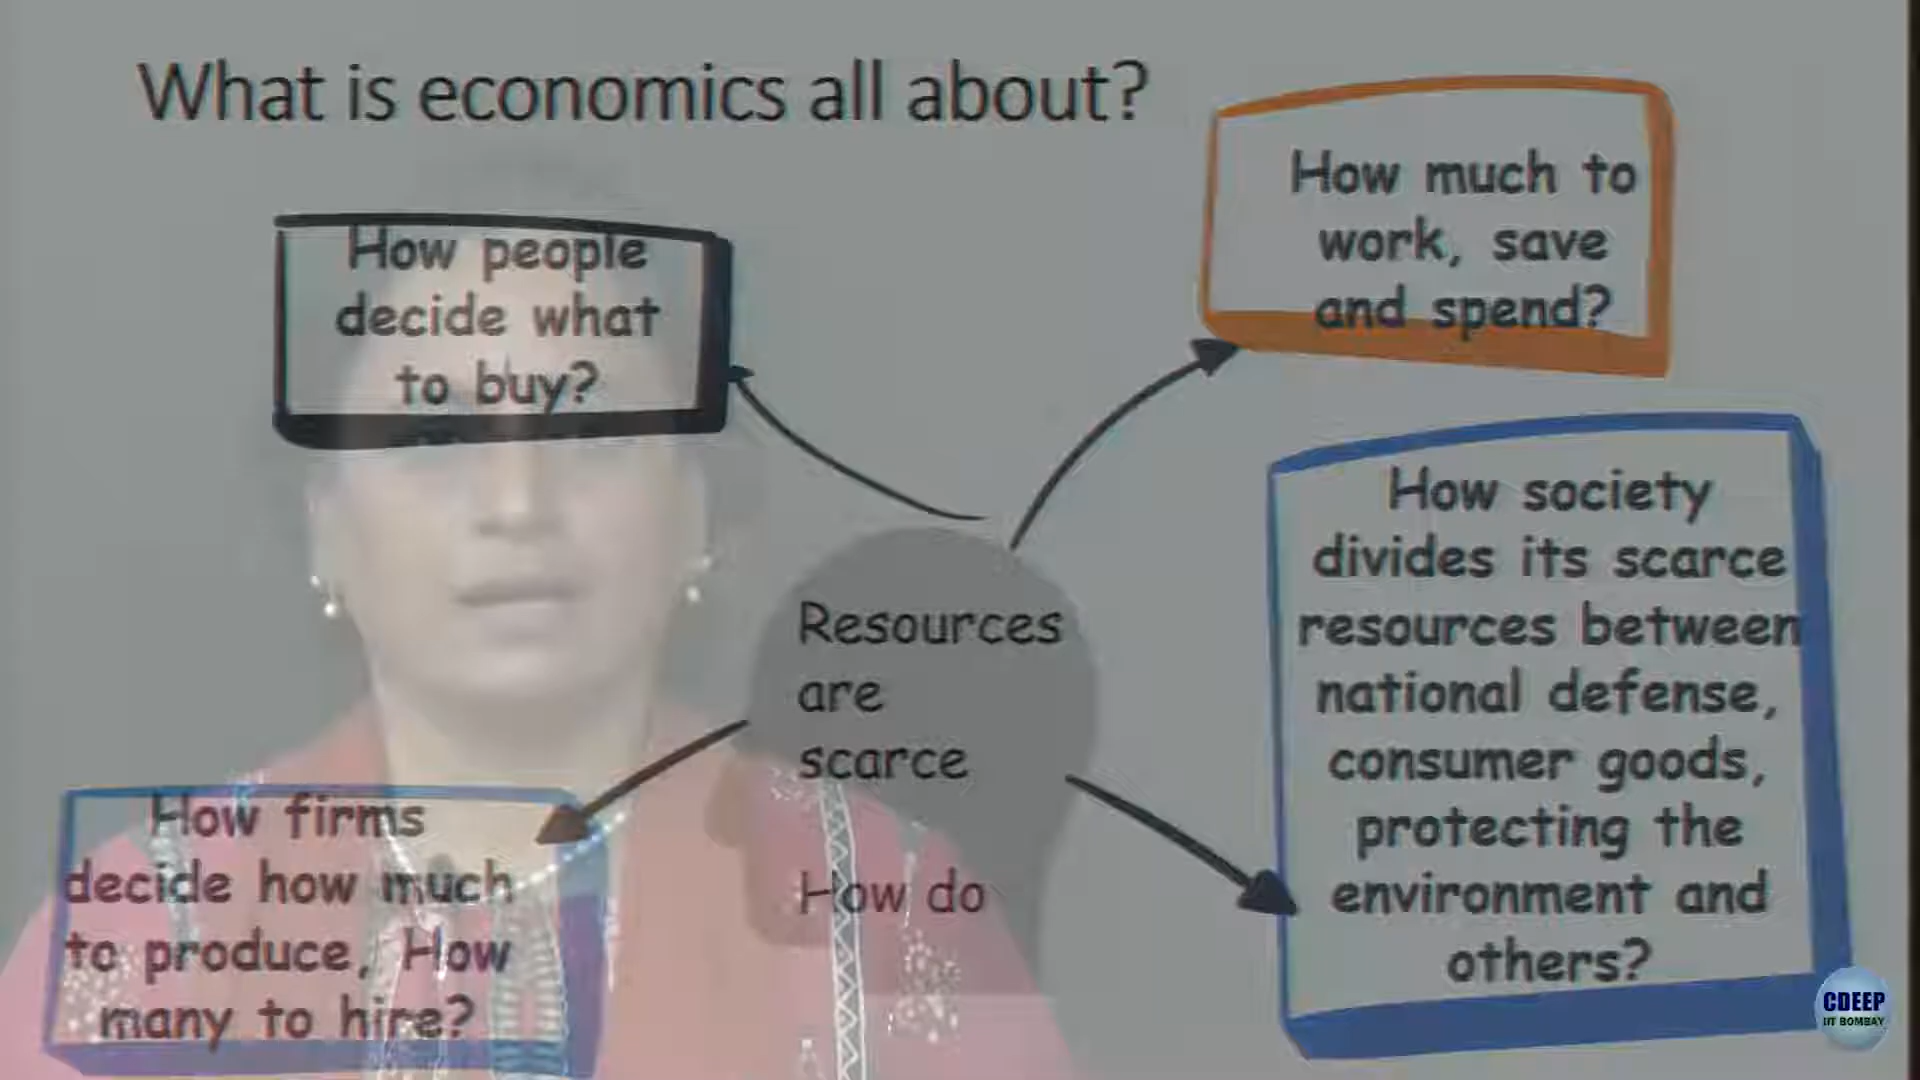 What is economics all about?
How people
decide what
to buy?
How much to
work, save
and spend?
How society
divides its scarce
resources between
national defense,
consumer goods,
protecting the
environment and
others?
Resources
are
scarce
How do
How firms
decide how much
to produce, How
many to hire?
CDEEP
IIT BOMBAY